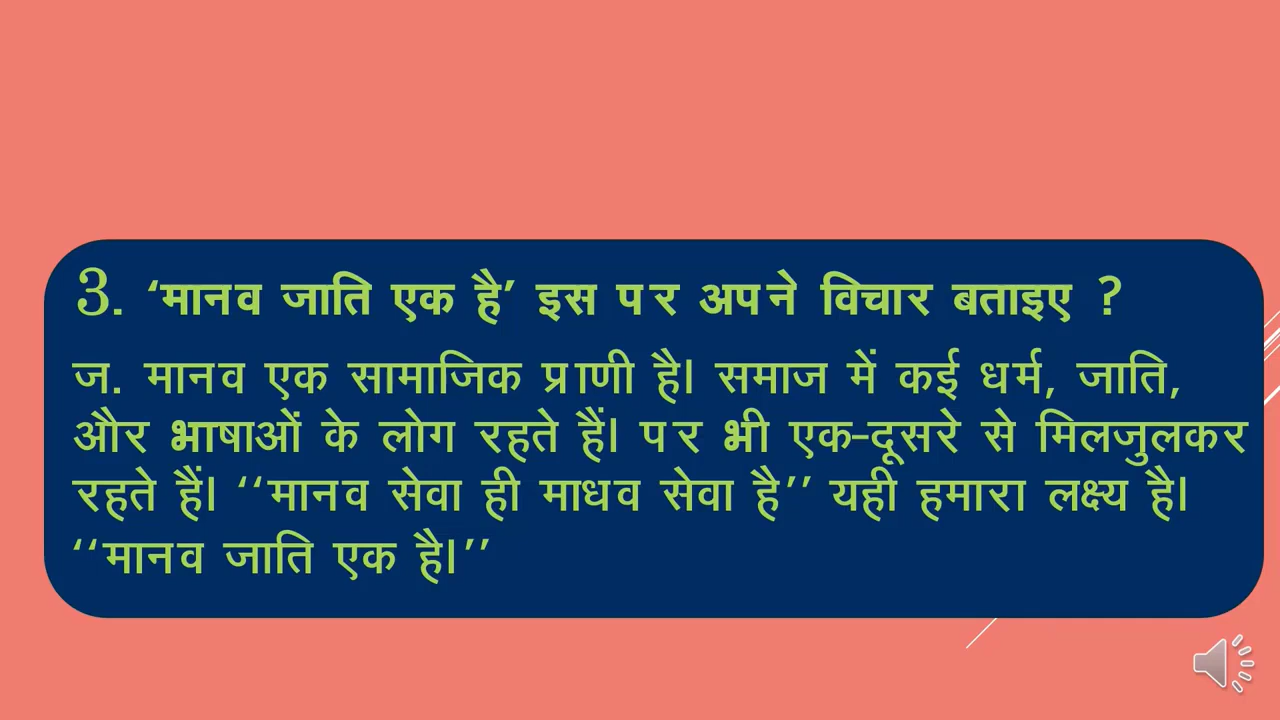 3. ‘मानव जाति एक है’ इस पर अपने विचार बताइए ?
ज. मानव एक सामाजिक प्राणी है। समाज में कई धर्म, जाति,
और भाषाओं के लोग रहते हैं। पर भी एक-दूसरे से मिलजुलकर
रहते हैं। ‘‘मानव सेवा ही माधव सेवा है’’ यही हमारा लक्ष्य है।
‘‘मानव जाति एक है।’’